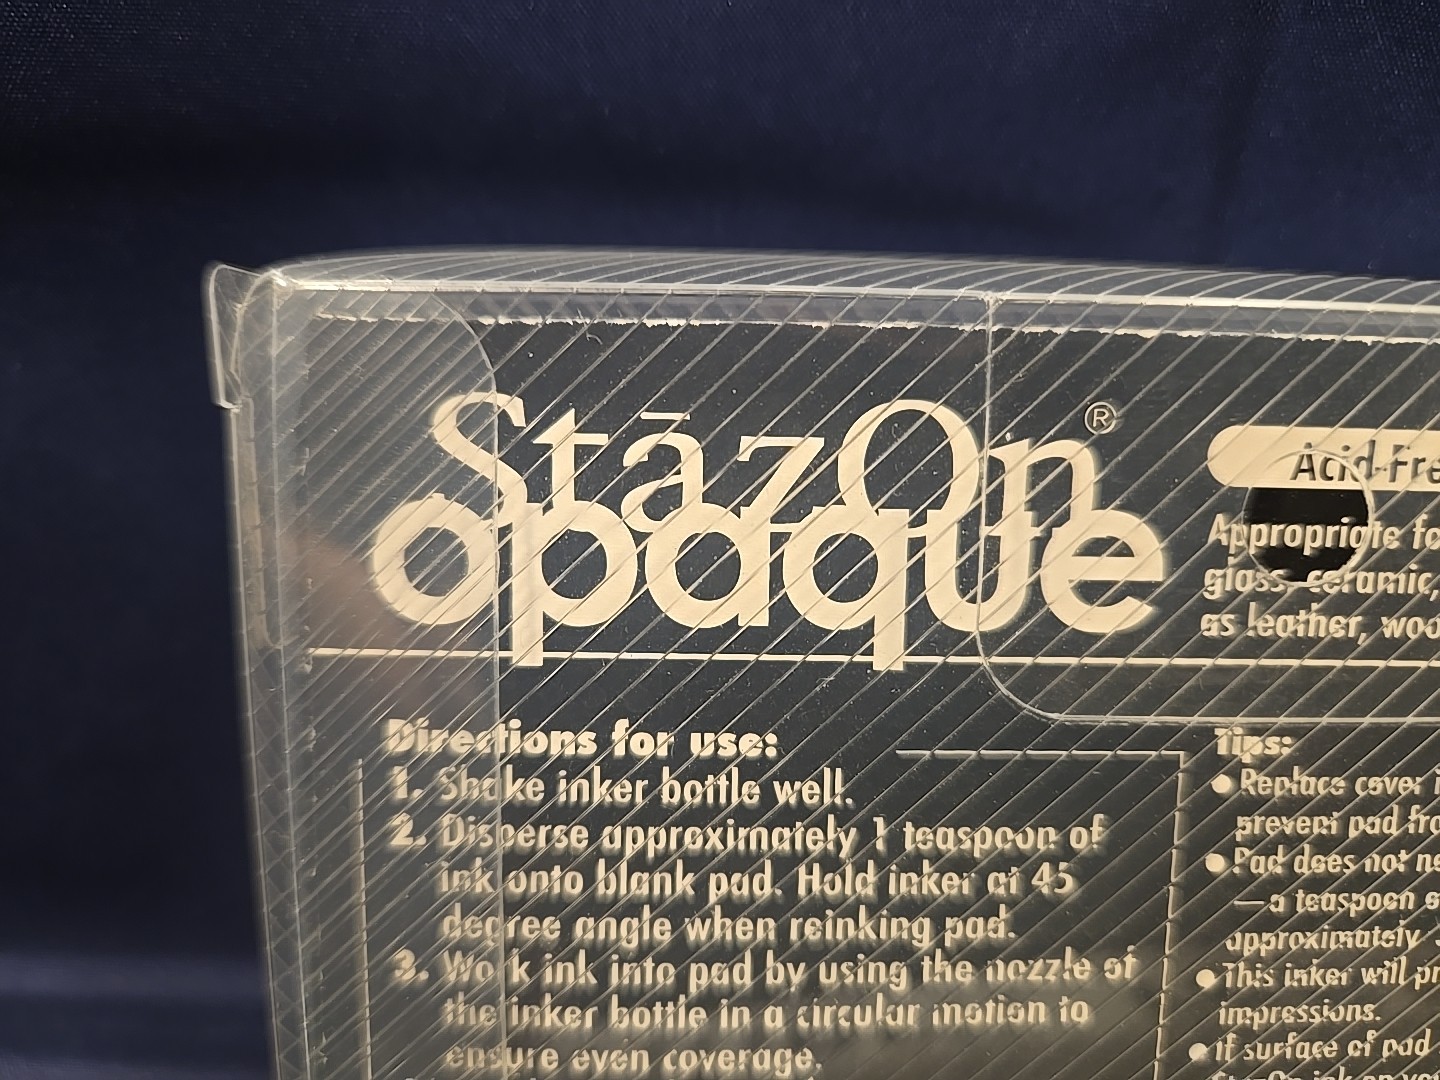 StāzOn®
opaque
Acid-Fre
Appropriate fo
glass, ceramic,
as leather, woo
Directions for use:
1. Shake inker bottle well.
2. Disperse approximately 1 teaspoon of
ink onto blank pad. Hold inker at 45
degree angle when reinking pad.
3. Work ink into pad by using the nozzle of
the inker bottle in a circular motion to
ensure even coverage.
Tips:
• Replace cover i
prevent pad fro
• Pad does not ne
—a teaspoon
approximately
• This inker will pr
impressions.
• If surface of pad
StazOn ink on